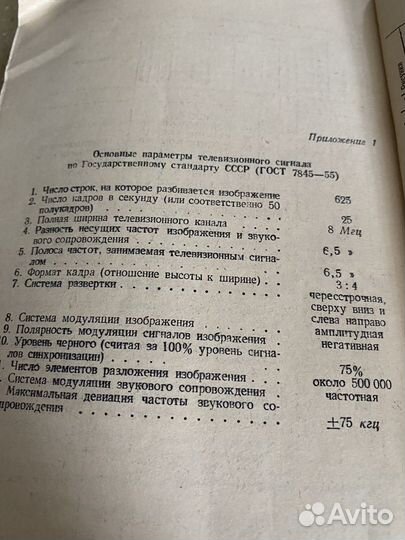 Приложение 1
Основные параметры телевизионного сигнала
по Государственному стандарту СССР (ГОСТ 7845—55)
1. Число строк, на которое разбивается изображение 625
2. Число кадров в секунду (или соответственно 50
полукадров) 25
3. Полная ширина телевизионного канала 8 Мгц
4. Разность несущих частот изображения и звуко-
вого сопровождения 6,5 »
5. Полоса частот, занимаемая телевизионным сигна-
лом 6,5 »
6. Формат кадра (отношение высоты к ширине) 3 : 4
7. Система развертки чересстрочная,
сверху вниз и
слева направо
8. Система модуляции изображения амплитудная
9. Полярность модуляции сигналов изображения негативная
0. Уровень черного (считая за 100% уровень сигна-
лов синхронизации) 75%
1. Число элементов разложения изображения около 500 000
. Система модуляции звукового сопровождения частотная
Максимальная девиация частоты звукового со-
провождения ±75 кгц
Avito